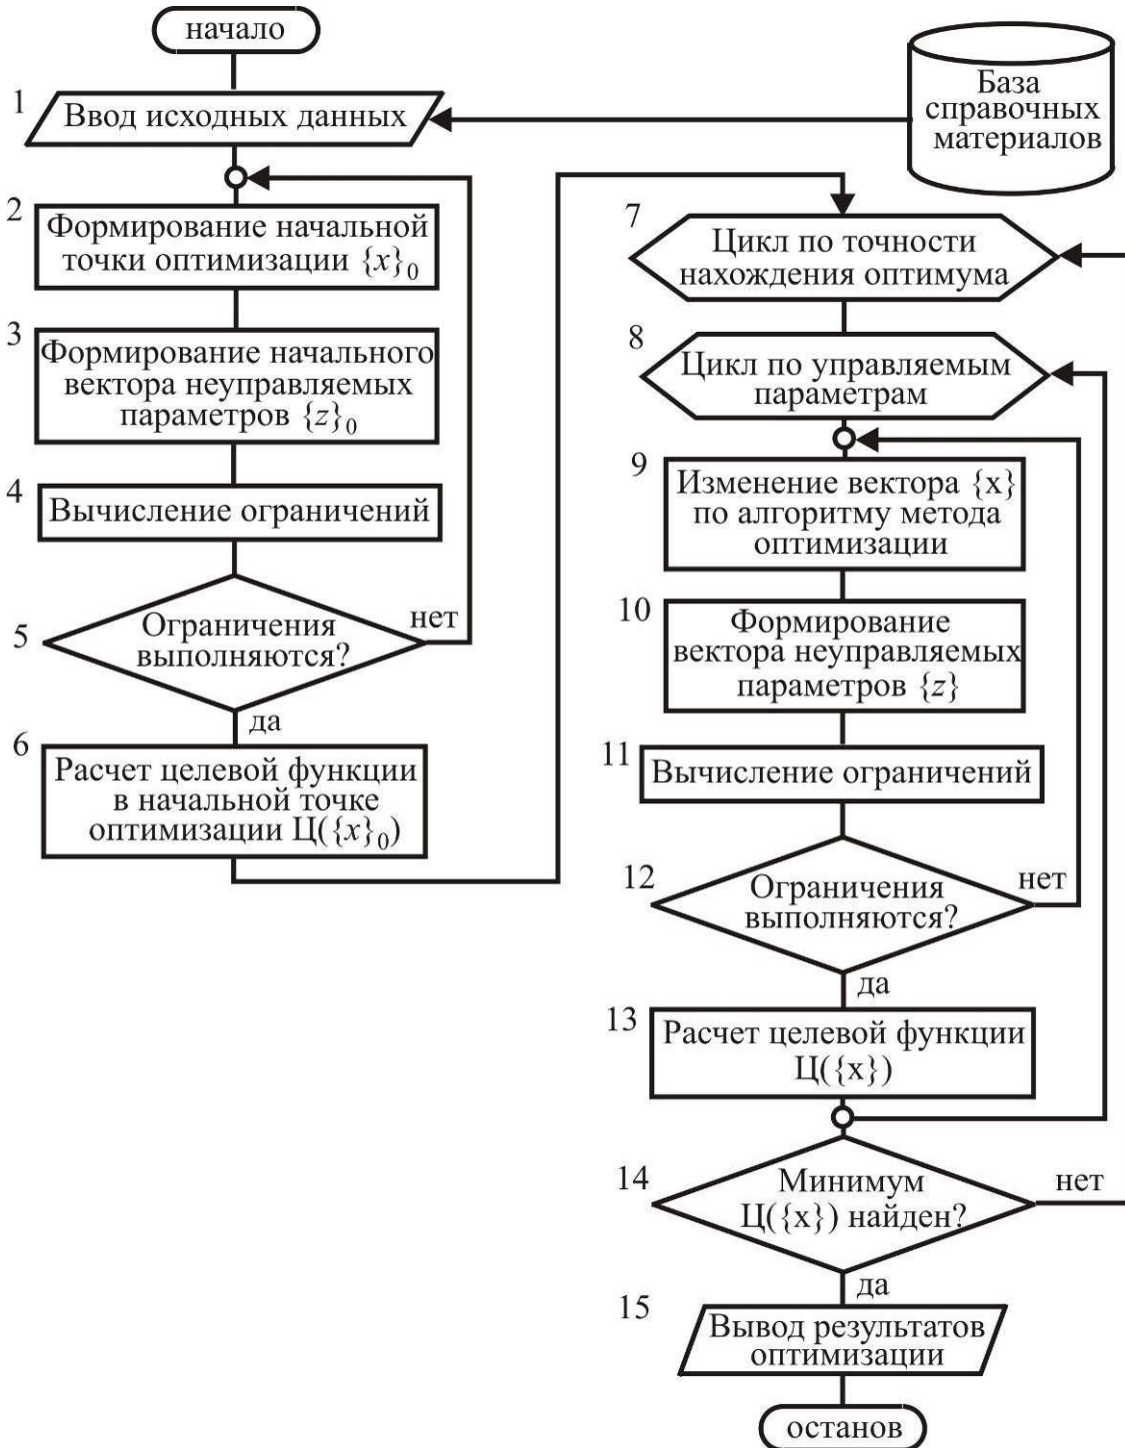 начало
База
справочных
материалов
1
Ввод исходных данных
2
Формирование начальной
точки оптимизации {x}₀
3
Формирование начального
вектора неуправляемых
параметров {z}₀
4
Вычисление ограничений
5
Ограничения
выполняются?
нет
да
6
Расчет целевой функции
в начальной точке
оптимизации Ц({x}₀)
7
Цикл по точности
нахождения оптимума
8
Цикл по управляемым
параметрам
9
Изменение вектора {x}
по алгоритму метода
оптимизации
10
Формирование
вектора неуправляемых
параметров {z}
11
Вычисление ограничений
12
Ограничения
выполняются?
нет
да
13
Расчет целевой функции
Ц({x})
14
Минимум
Ц({x}) найден?
нет
да
15
Вывод результатов
оптимизации
останов